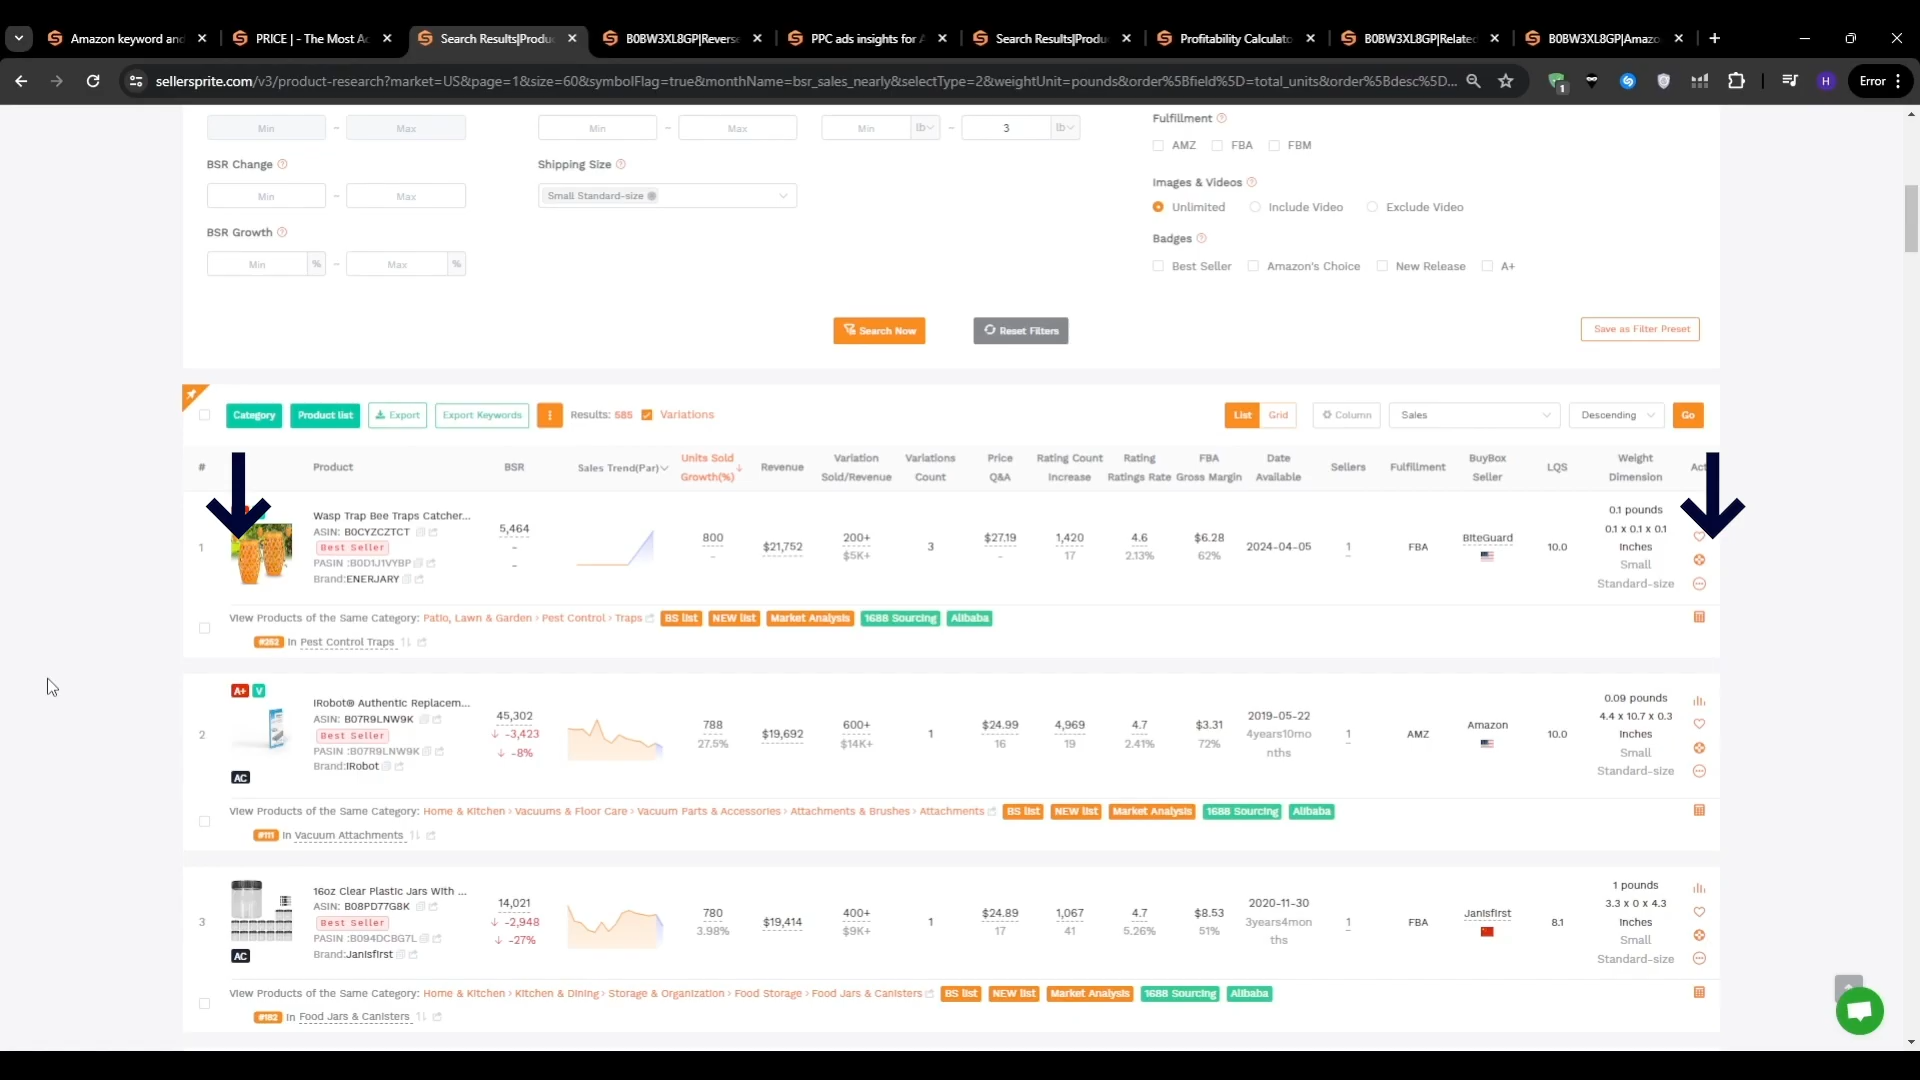 Amazon keyword and
PRICE | - The Most Ac
Search Results|Produc
B0BW3XL8GP|Reverse
PPC ads insights for A
Search Results|Produ
Profitability Calculato
B0BW3XL8GP|Related
B0BW3XL8GP|Amazo
sellersprite.com/v3/product-research?market=US&page=1&size=60&symbolFlag=true&monthName=bsr_sales_nearly&selectType=2&weightUnit=pounds&order%5Bfield%5D=total_units&order%5Bdesc%5D...
1
H
Error
Min – Max
Min – Max
Min lb – 3 lb
Fulfillment
AMZ FBA FBM
BSR Change
Shipping Size
Min – Max
Small Standard-size
Images & Videos
Unlimited Include Video Exclude Video
BSR Growth
Min % – Max %
Badges
Best Seller Amazon's Choice New Release A+
Search Now
Reset Filters
Save as Filter Preset
Category Product list Export Export Keywords Results: 585 Variations
List Grid Column Sales Descending Go
# Product BSR Sales Trend(Par) Units Sold Growth(%) Revenue Variation Sold/Revenue Variations Count Price Q&A Rating Count Increase Rating Ratings Rate FBA Gross Margin Date Available Sellers Fulfillment BuyBox Seller LQS Weight Dimension Act
1
Wasp Trap Bee Traps Catcher...
ASIN: B0CYZCZTCT
Best Seller
PASIN :B0D1J1VYBP
Brand:ENERJARY
5,464
-
-
800
-
$21,752
200+
$5K+
3
$27.19
-
1,420
17
4.6
2.13%
$6.28
62%
2024-04-05
1
FBA
BiteGuard
10.0
0.1 pounds
0.1 x 0.1 x 0.1
Inches
Small
Standard-size
View Products of the Same Category: Patio, Lawn & Garden › Pest Control › Traps BS list NEW list Market Analysis 1688 Sourcing Alibaba
#262 in Pest Control Traps
2
A+ V
AC
iRobot® Authentic Replacem...
ASIN: B07R9LNW9K
Best Seller
PASIN :B07R9LNW9K
Brand:iRobot
45,302
↓ -3,423
↓ -8%
788
27.5%
$19,692
600+
$14K+
1
$24.99
16
4,969
19
4.7
2.41%
$3.31
72%
2019-05-22
4years10mo
nths
1
AMZ
Amazon
10.0
0.09 pounds
4.4 x 10.7 x 0.3
Inches
Small
Standard-size
View Products of the Same Category: Home & Kitchen › Vacuums & Floor Care › Vacuum Parts & Accessories › Attachments & Brushes › Attachments BS list NEW list Market Analysis 1688 Sourcing Alibaba
#111 in Vacuum Attachments
3
AC
16oz Clear Plastic Jars With ...
ASIN: B08PD77G8K
Best Seller
PASIN :B094DCBG7L
Brand:Janisfirst
14,021
↓ -2,948
↓ -27%
780
3.98%
$19,414
400+
$9K+
1
$24.89
17
1,067
41
4.7
5.26%
$8.53
51%
2020-11-30
3years4mon
ths
1
FBA
Janisfirst
8.1
1 pounds
3.3 x 0 x 4.3
Inches
Small
Standard-size
View Products of the Same Category: Home & Kitchen › Kitchen & Dining › Storage & Organization › Food Storage › Food Jars & Canisters BS list NEW list Market Analysis 1688 Sourcing Alibaba
#182 in Food Jars & Canisters